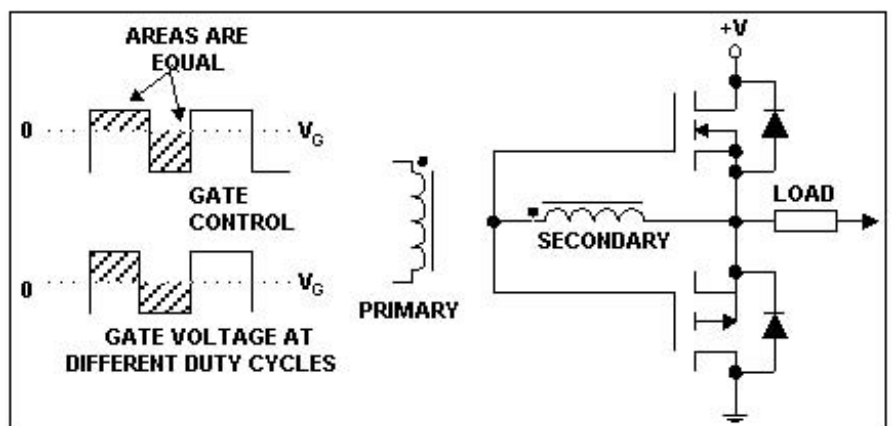 AREAS ARE
EQUAL
0
VG
GATE
CONTROL
0
VG
GATE VOLTAGE AT
DIFFERENT DUTY CYCLES
PRIMARY
SECONDARY
+V
LOAD